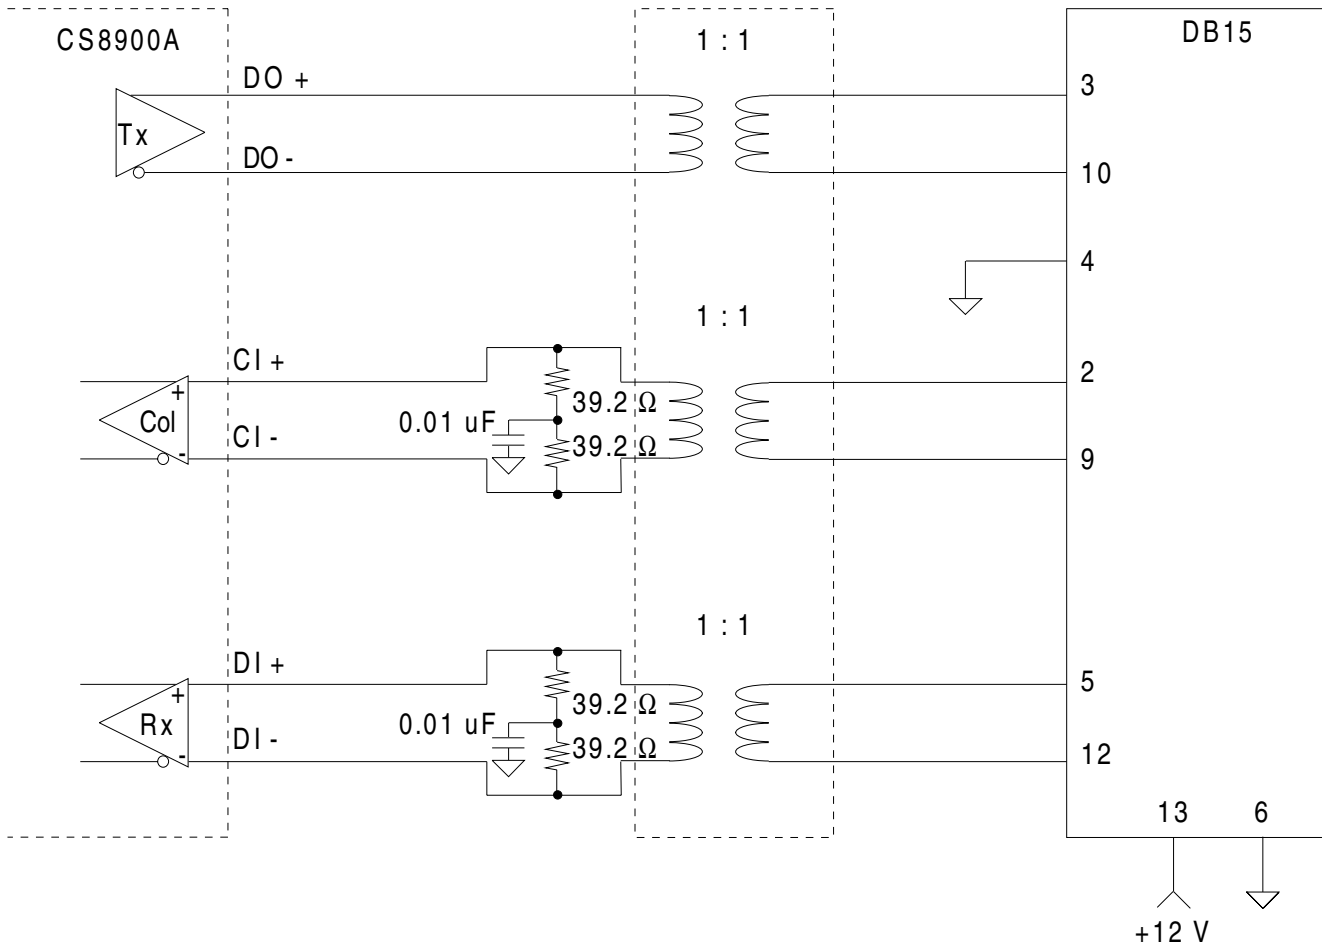 CS8900A
1 : 1
DB15
DO +
3
Tx
DO -
10
4
1 : 1
CI +
2
+
39.2 Ω
Col
0.01 uF
CI -
39.2 Ω
-
9
1 : 1
DI +
5
+
39.2 Ω
Rx
0.01 uF
DI -
39.2 Ω
-
12
13
6
+12 V